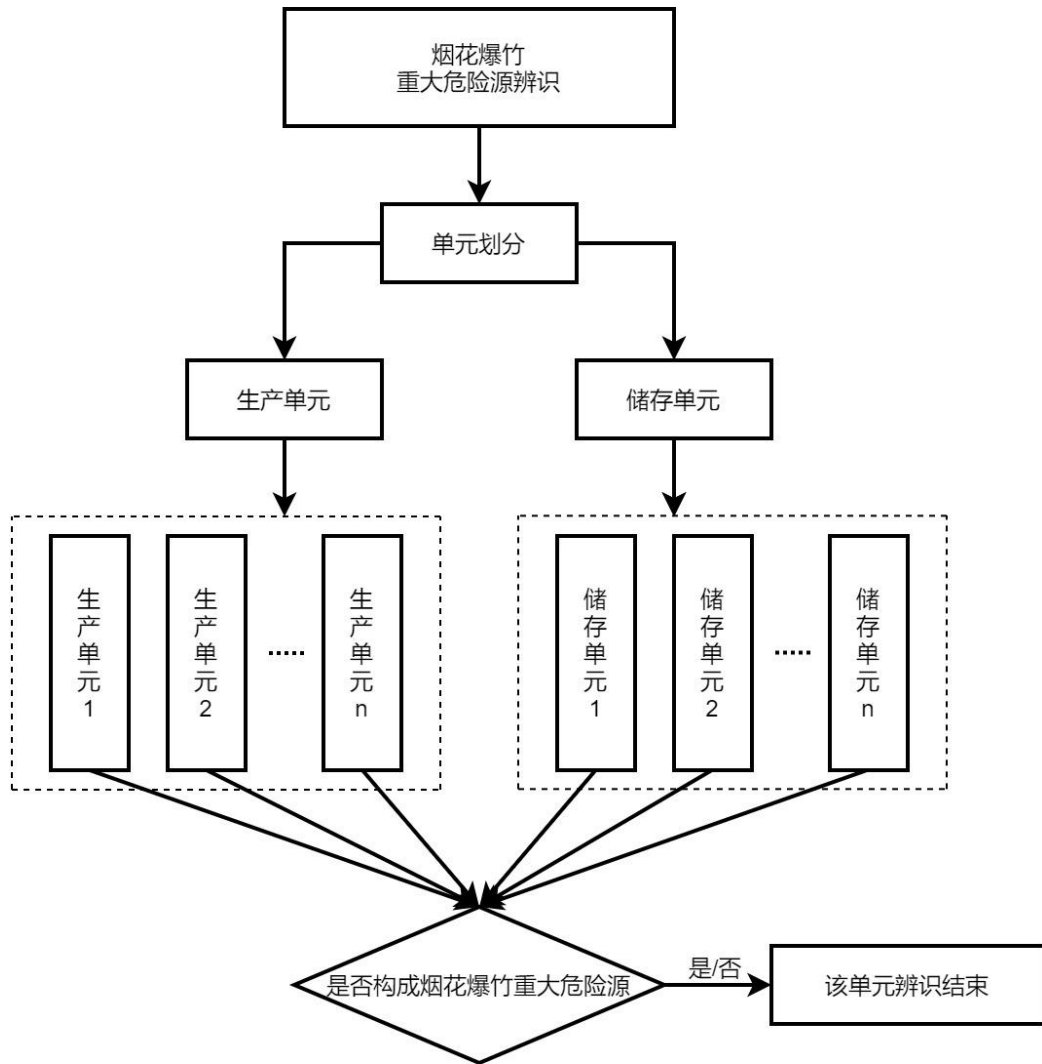 烟花爆竹
重大危险源辨识
单元划分
生产单元
储存单元
生产单元1
生产单元2
......
生产单元n
储存单元1
储存单元2
......
储存单元n
是否构成烟花爆竹重大危险源
是/否
该单元辨识结束